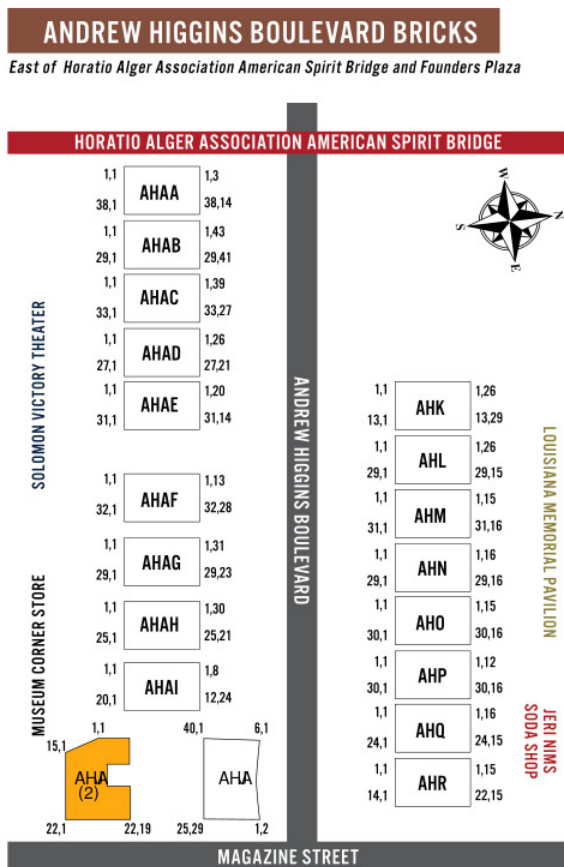 ANDREW HIGGINS BOULEVARD BRICKS
East of Horatio Alger Association American Spirit Bridge and Founders Plaza
HORATIO ALGER ASSOCIATION AMERICAN SPIRIT BRIDGE
W
N
S
E
1,1 1,3
AHAA
38,1 38,14
1,1 1,43
AHAB
29,1 29,41
1,1 1,39
AHAC
33,1 33,27
1,1 1,26
AHAD
27,1 27,21
1,1 1,20
AHAE
31,1 31,14
1,1 1,13
AHAF
32,1 32,28
1,1 1,31
AHAG
29,1 29,23
1,1 1,30
AHAH
25,1 25,21
1,1 1,8
AHAI
20,1 12,24
1,1
15,1
AHA
(2)
22,1 22,19
40,1 6,1
AHA
25,29 1,2
SOLOMON VICTORY THEATER
MUSEUM CORNER STORE
ANDREW HIGGINS BOULEVARD
1,1 1,26
AHK
13,1 13,29
1,1 1,26
AHL
29,1 29,15
1,1 1,15
AHM
31,1 31,16
1,1 1,16
AHN
29,1 29,16
1,1 1,15
AHO
30,1 30,16
1,1 1,12
AHP
30,1 30,16
1,1 1,16
AHQ
24,1 24,15
1,1 1,15
AHR
14,1 22,15
LOUISIANA MEMORIAL PAVILION
JERI NIMS
SODA SHOP
MAGAZINE STREET